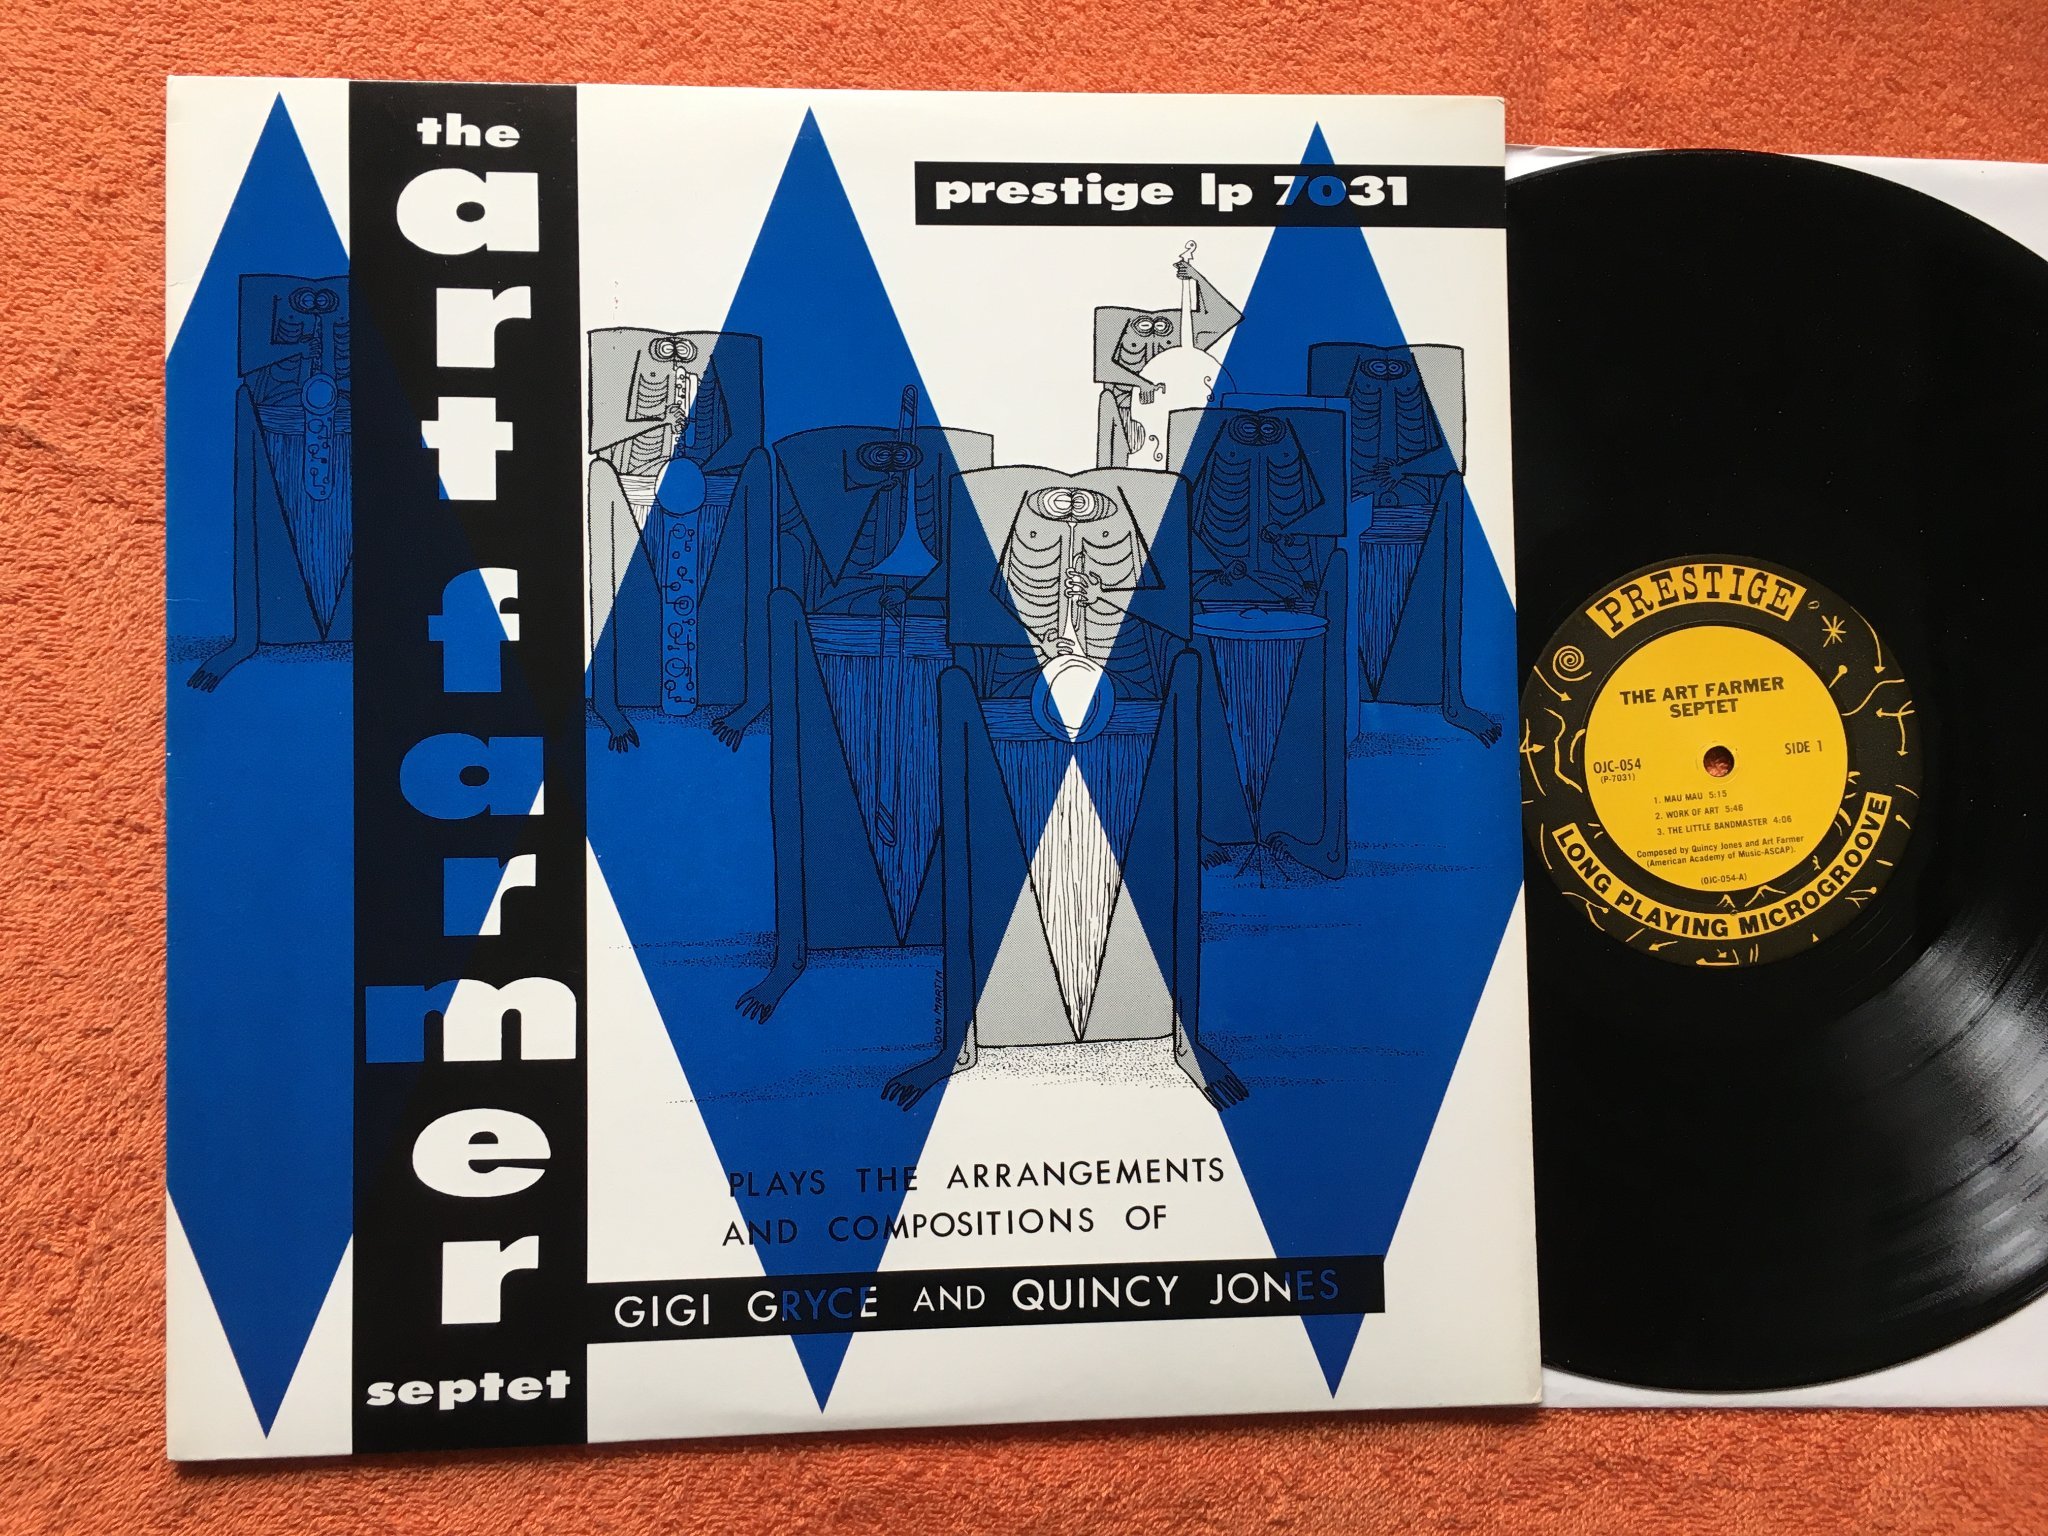 the
art
farmer
septet
prestige lp 7031
DON MARTIN
PLAYS THE ARRANGEMENTS
AND COMPOSITIONS OF
GIGI GRYCE AND QUINCY JONES
PRESTIGE
THE ART FARMER
SEPTET
OJC-054
(P-7031)
SIDE 1
1. MAU MAU 5:15
2. WORK OF ART 5:46
3. THE LITTLE BANDMASTER 4:06
Composed by Quincy Jones and Art Farmer
(American Academy of Music-ASCAP).
(OJC-054-A)
LONG PLAYING MICROGROOVE